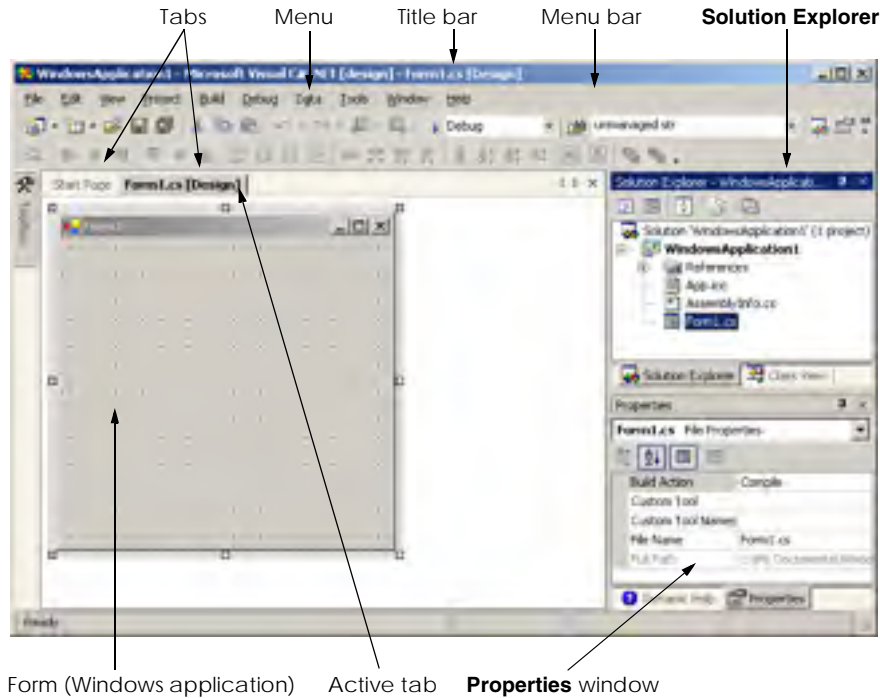 Tabs Menu Title bar Menu bar Solution Explorer
WindowsApplication1 - Microsoft Visual C#.NET [design] - Form1.cs [Design]
File Edit View Project Build Debug Data Tools Window Help
Debug unmanaged str
Start Page Form1.cs [Design]
Toolbox
Form1
Solution Explorer - WindowsApplicati...
Solution 'WindowsApplication1' (1 project)
WindowsApplication1
References
App.ico
AssemblyInfo.cs
Form1.cs
Solution Explorer Class View
Properties
Form1.cs File Properties
Build Action Compile
Custom Tool
Custom Tool Names
File Name Form1.cs
Full Path
Dynamic Help Properties
Ready
Form (Windows application) Active tab Properties window